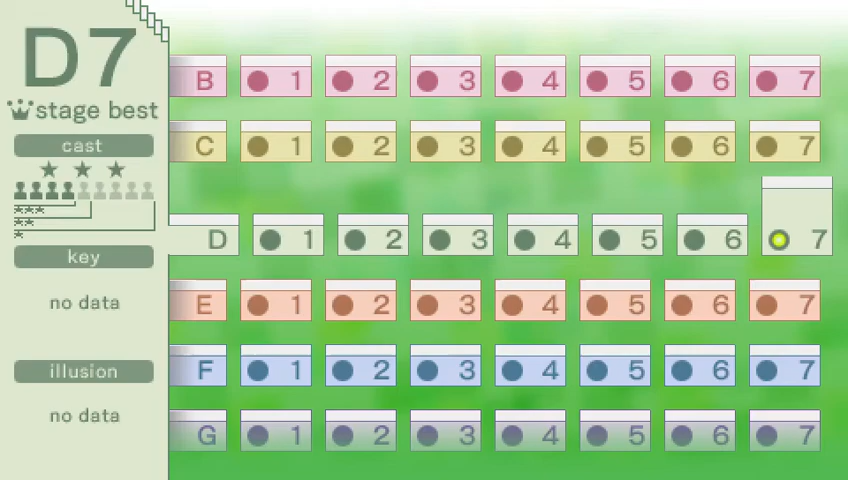 D7
stage best
cast
★ ★ ★
★★★
★★
★
key
no data
illusion
no data
B 1 2 3 4 5 6 7
C 1 2 3 4 5 6 7
D 1 2 3 4 5 6 7
E 1 2 3 4 5 6 7
F 1 2 3 4 5 6 7
G 1 2 3 4 5 6 7